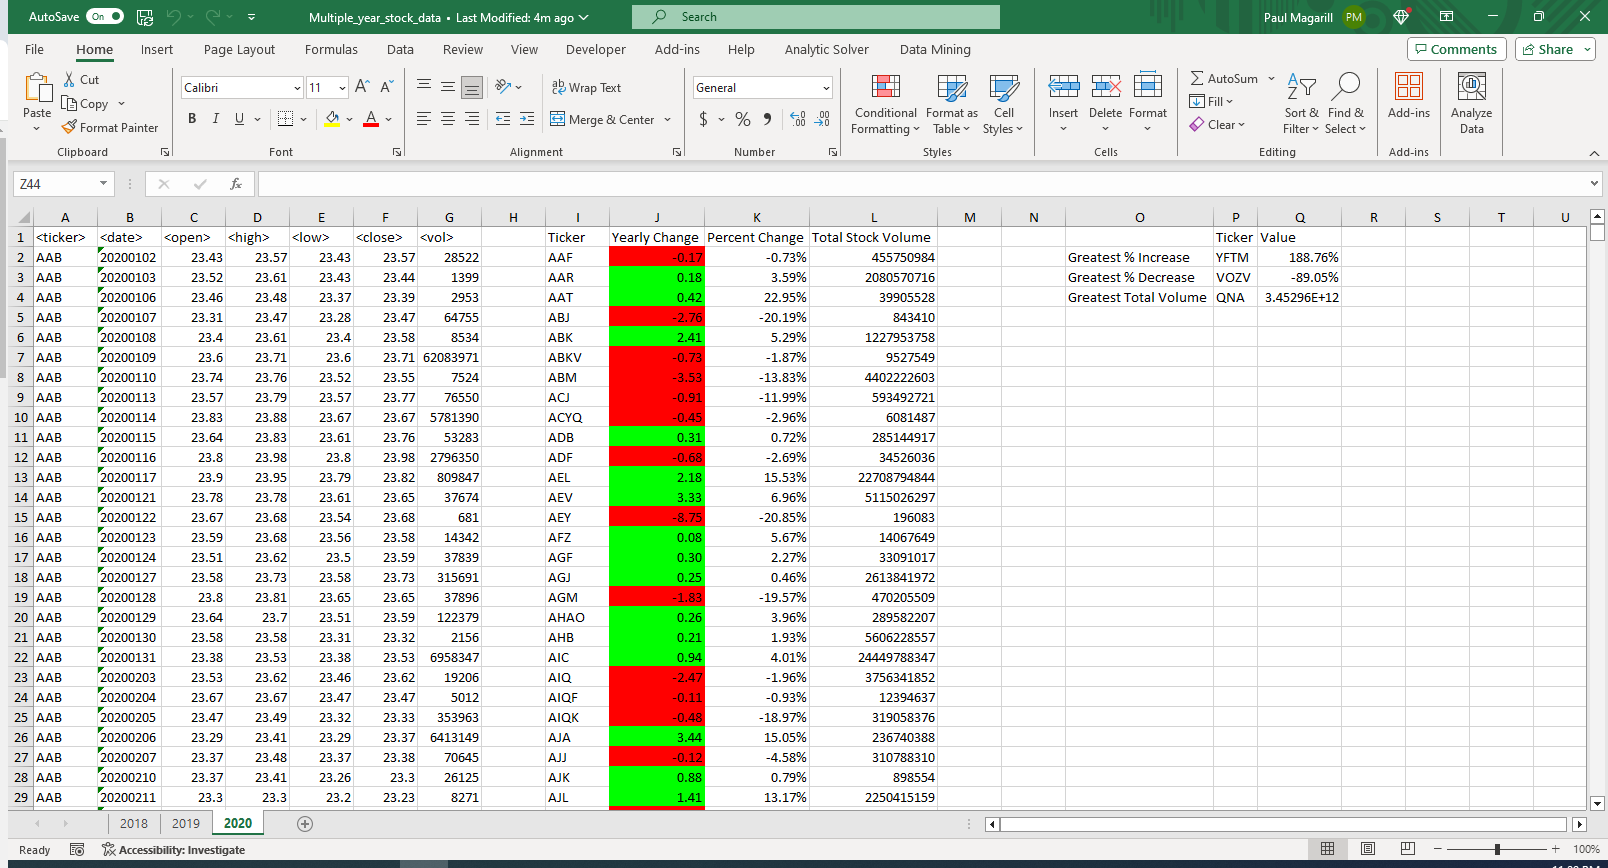 AutoSave On Multiple_year_stock_data • Last Modified: 4m ago Search Paul Magarill PM
File Home Insert Page Layout Formulas Data Review View Developer Add-ins Help Analytic Solver Data Mining Comments Share
Paste Cut Copy Format Painter Clipboard
Calibri 11 B I U A A A Font
ab Wrap Text Merge & Center Alignment
General $ % Number
Conditional Formatting Format as Table Cell Styles Styles
Insert Delete Format Cells
AutoSum Fill Clear Sort & Filter Find & Select Editing
Add-ins Add-ins
Analyze Data
Z44 fx
A B C D E F G H I J K L M N O P Q R S T U
1 <ticker> <date> <open> <high> <low> <close> <vol> Ticker Yearly Change Percent Change Total Stock Volume Ticker Value
2 AAB 20200102 23.43 23.57 23.43 23.57 28522 AAF -0.17 -0.73% 455750984 Greatest % Increase YFTM 188.76%
3 AAB 20200103 23.52 23.61 23.43 23.44 1399 AAR 0.18 3.59% 2080570716 Greatest % Decrease VOZV -89.05%
4 AAB 20200106 23.46 23.48 23.37 23.39 2953 AAT 0.42 22.95% 39905528 Greatest Total Volume QNA 3.45296E+12
5 AAB 20200107 23.31 23.47 23.28 23.47 64755 ABJ -2.76 -20.19% 843410
6 AAB 20200108 23.4 23.61 23.4 23.58 8534 ABK 2.41 5.29% 1227953758
7 AAB 20200109 23.6 23.71 23.6 23.71 62083971 ABKV -0.73 -1.87% 9527549
8 AAB 20200110 23.74 23.76 23.52 23.55 7524 ABM -3.53 -13.83% 4402222603
9 AAB 20200113 23.57 23.79 23.57 23.77 76550 ACJ -0.91 -11.99% 593492721
10 AAB 20200114 23.83 23.88 23.67 23.67 5781390 ACYQ -0.45 -2.96% 6081487
11 AAB 20200115 23.64 23.83 23.61 23.76 53283 ADB 0.31 0.72% 285144917
12 AAB 20200116 23.8 23.98 23.8 23.98 2796350 ADF -0.68 -2.69% 34526036
13 AAB 20200117 23.9 23.95 23.79 23.82 809847 AEL 2.18 15.53% 22708794844
14 AAB 20200121 23.78 23.78 23.61 23.65 37674 AEV 3.33 6.96% 5115026297
15 AAB 20200122 23.67 23.68 23.54 23.68 681 AEY -8.75 -20.85% 196083
16 AAB 20200123 23.59 23.68 23.56 23.58 14342 AFZ 0.08 5.67% 14067649
17 AAB 20200124 23.51 23.62 23.5 23.59 37839 AGF 0.30 2.27% 33091017
18 AAB 20200127 23.58 23.73 23.58 23.73 315691 AGJ 0.25 0.46% 2613841972
19 AAB 20200128 23.8 23.81 23.65 23.65 37896 AGM -1.83 -19.57% 470205509
20 AAB 20200129 23.64 23.7 23.51 23.59 122379 AHAO 0.26 3.96% 289582207
21 AAB 20200130 23.58 23.58 23.31 23.32 2156 AHB 0.21 1.93% 5606228557
22 AAB 20200131 23.38 23.53 23.38 23.53 6958347 AIC 0.94 4.01% 24449788347
23 AAB 20200203 23.53 23.62 23.46 23.62 19206 AIQ -2.47 -1.96% 3756341852
24 AAB 20200204 23.67 23.67 23.47 23.47 5012 AIQF -0.11 -0.93% 12394637
25 AAB 20200205 23.47 23.49 23.32 23.33 353963 AIQK -0.48 -18.97% 319058376
26 AAB 20200206 23.29 23.41 23.29 23.37 6413149 AJA 3.44 15.05% 236740388
27 AAB 20200207 23.37 23.48 23.37 23.38 70645 AJJ -0.12 -4.58% 310788310
28 AAB 20200210 23.37 23.41 23.26 23.3 26125 AJK 0.88 0.79% 898554
29 AAB 20200211 23.3 23.3 23.2 23.23 8271 AJL 1.41 13.17% 2250415159
2018 2019 2020
Ready Accessibility: Investigate 100%